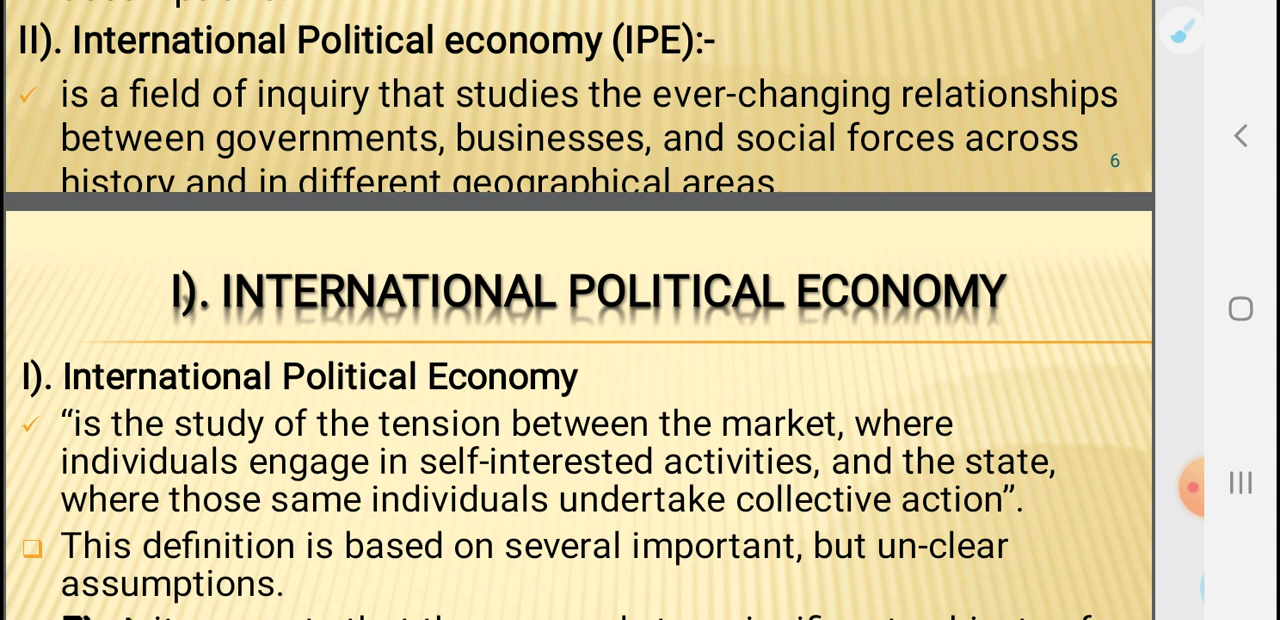 II). International Political economy (IPE):-
is a field of inquiry that studies the ever-changing relationships
between governments, businesses, and social forces across
history and in different geographical areas.
6
I). INTERNATIONAL POLITICAL ECONOMY
I). International Political Economy
“is the study of the tension between the market, where
individuals engage in self-interested activities, and the state,
where those same individuals undertake collective action”.
This definition is based on several important, but un-clear
assumptions.